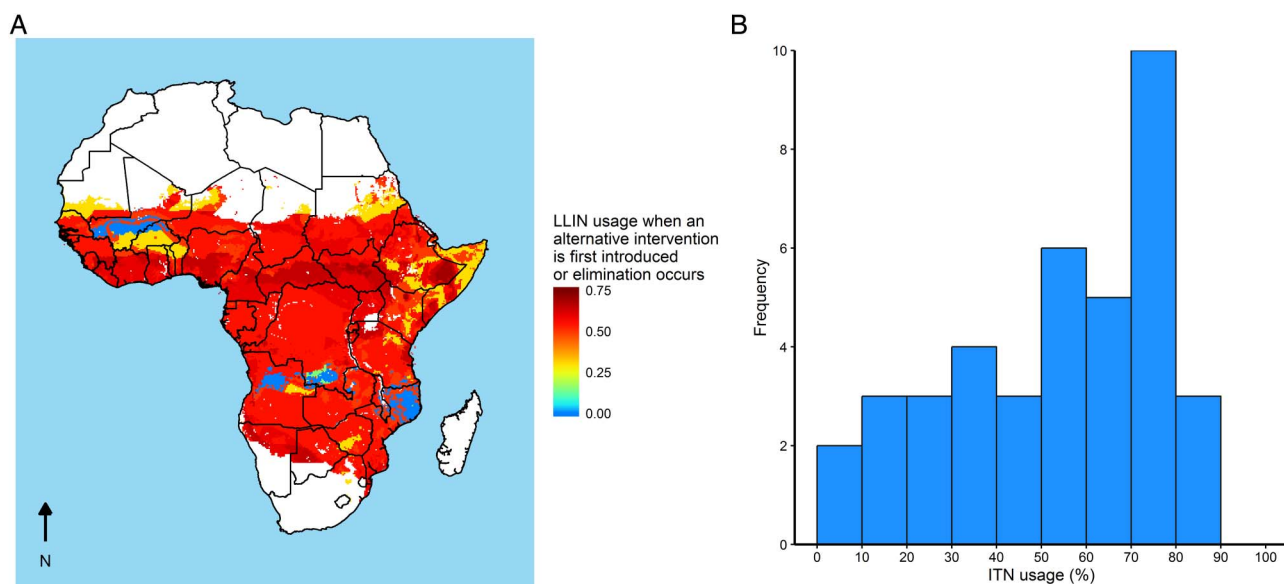 A
LLIN usage when an
alternative intervention
is first introduced
or elimination occurs
0.75
0.50
0.25
0.00
N
B
Frequency
10
8
6
4
2
0
0 10 20 30 40 50 60 70 80 90 100
ITN usage (%)